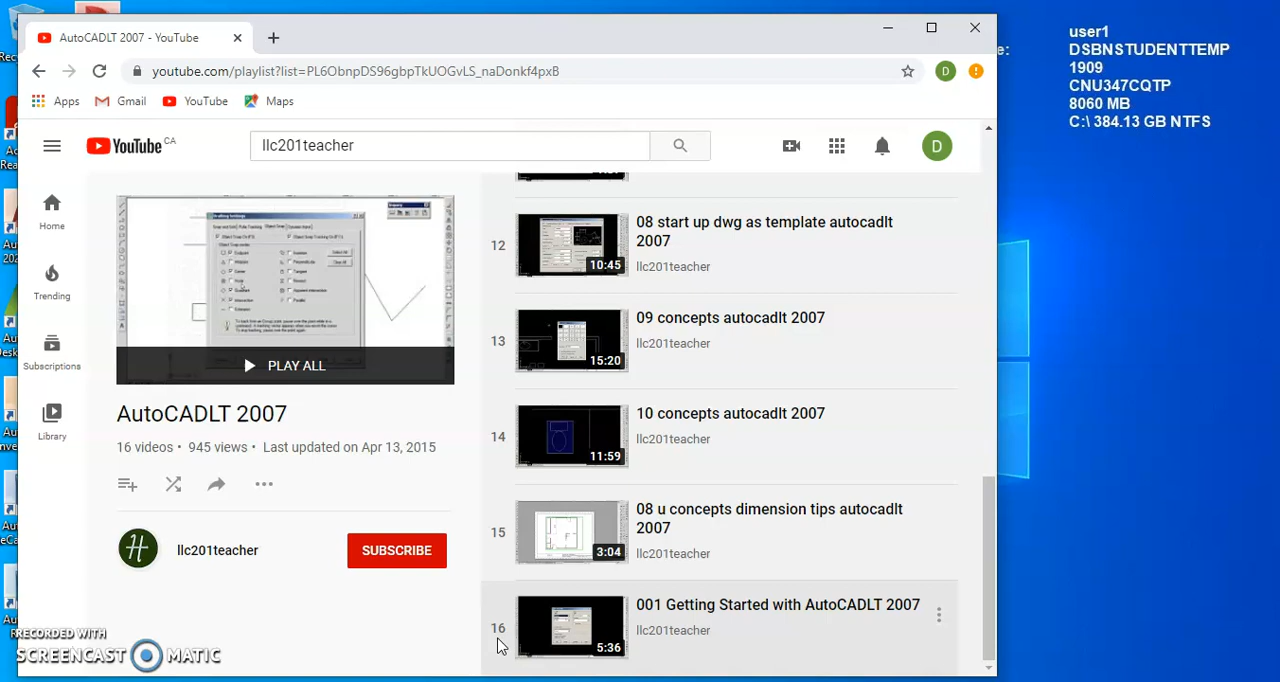 user1
DSBNSTUDENTTEMP
1909
CNU347CQTP
8060 MB
C:\ 384.13 GB NTFS
AutoCADLT 2007 - YouTube
youtube.com/playlist?list=PL6ObnpDS96gbpTkUOGvLS_naDonkf4pxB
D
Apps Gmail YouTube Maps
YouTube CA
llc201teacher
D
Home
Trending
Subscriptions
Library
Drafting Settings
PLAY ALL
AutoCADLT 2007
16 videos • 945 views • Last updated on Apr 13, 2015
llc201teacher
SUBSCRIBE
12
10:45
08 start up dwg as template autocadlt
2007
llc201teacher
13
15:20
09 concepts autocadlt 2007
llc201teacher
14
11:59
10 concepts autocadlt 2007
llc201teacher
15
3:04
08 u concepts dimension tips autocadlt
2007
llc201teacher
16
5:36
001 Getting Started with AutoCADLT 2007
llc201teacher
RECORDED WITH
SCREENCAST MATIC